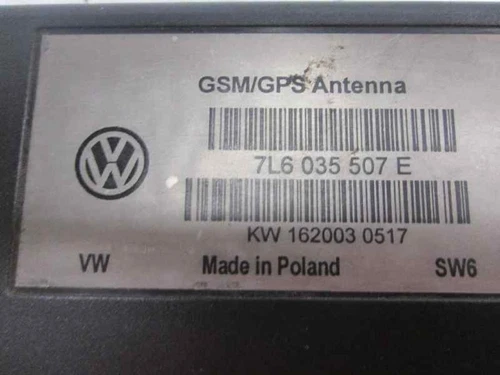 GSM/GPS Antenna
7L6 035 507 E
KW 162003 0517
VW Made in Poland SW6